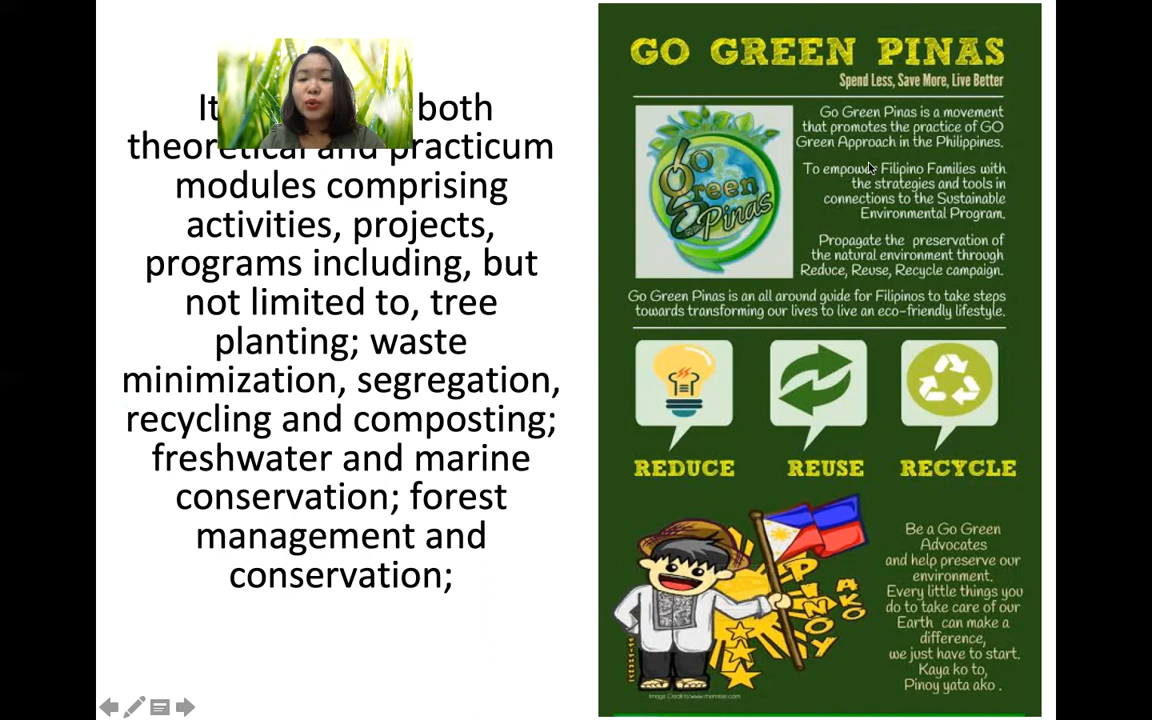 It both
theoretical and practicum
modules comprising
activities, projects,
programs including, but
not limited to, tree
planting; waste
minimization, segregation,
recycling and composting;
freshwater and marine
conservation; forest
management and
conservation;
GO GREEN PINAS
Spend Less, Save More, Live Better
Go Green Pinas
Go Green Pinas is a movement
that promotes the practice of GO
Green Approach in the Philippines.
To empower Filipino Families with
the strategies and tools in
connections to the Sustainable
Environmental Program.
Propagate the preservation of
the natural environment through
Reduce, Reuse, Recycle campaign.
Go Green Pinas is an all around guide for Filipinos to take steps
towards transforming our lives to live an eco-friendly lifestyle.
REDUCE
REUSE
RECYCLE
PINOY
AKO
Be a Go Green
Advocates
and help preserve our
environment.
Every little things you
do to take care of our
Earth can make a
difference,
we just have to start.
Kaya ko to,
Pinoy yata ako .